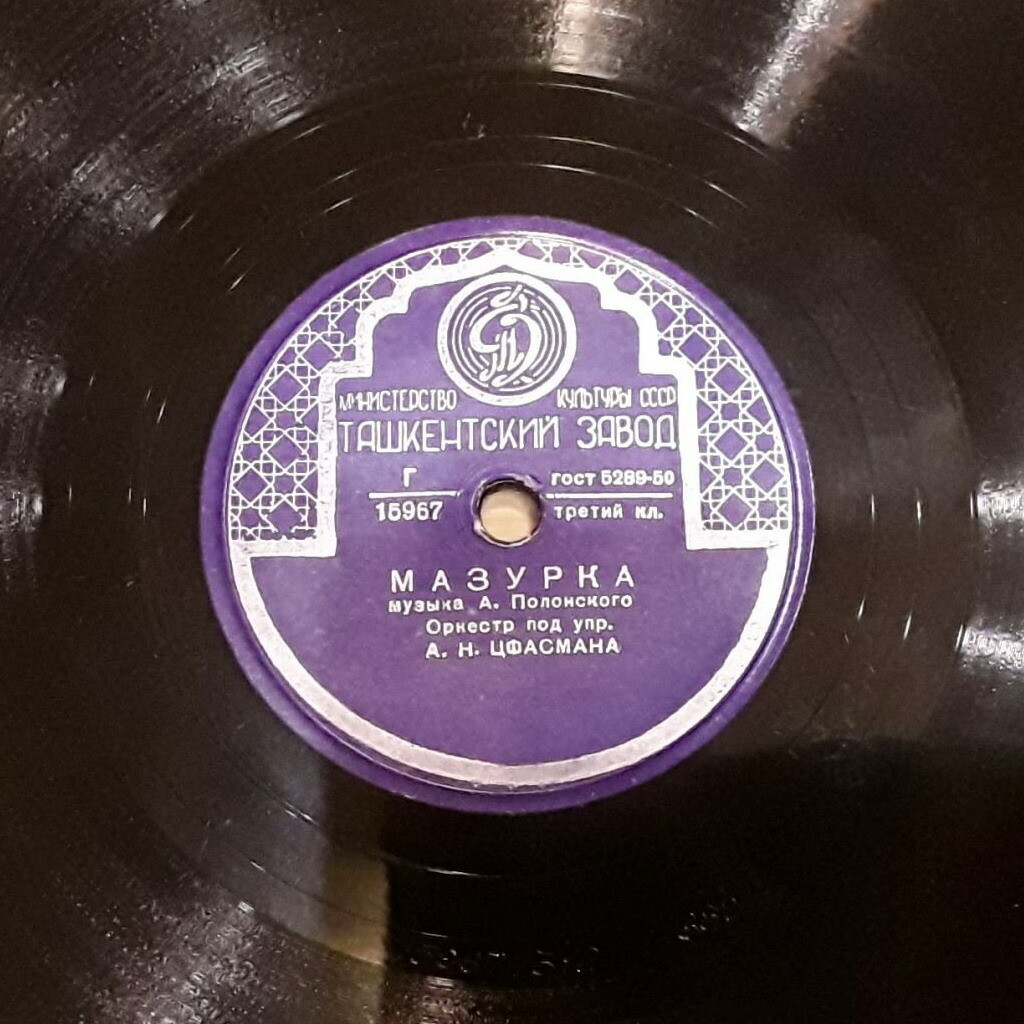 МИНИСТЕРСТВО КУЛЬТУРЫ СССР
ТАШКЕНТСКИЙ ЗАВОД
Г ГОСТ 5289-50
15967 третий кл.
МАЗУРКА
музыка А. Полонского
Оркестр под упр.
А. Н. ЦФАСМАНА